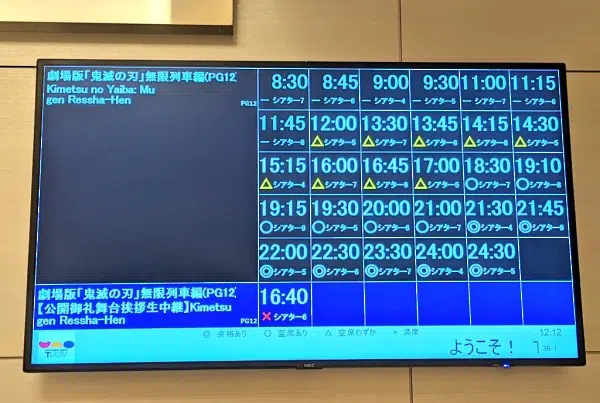 劇場版「鬼滅の刃」無限列車編(PG12)
Kimetsu no Yaiba: Mu
gen Ressha-Hen
PG12
8:30 8:45 9:00 9:30 11:00 11:15
— シアター7 — シアター6 — シアター4 — シアター5 — シアター7 — シアター6
11:45 12:00 13:30 13:45 14:15 14:30
— シアター8 △シアター5 △シアター7 △シアター6 △シアター8 △シアター5
15:15 16:00 16:45 17:00 18:30 19:10
△シアター4 △シアター7 △シアター9 △シアター5 ○シアター7 ○シアター8
19:15 19:30 20:00 21:00 21:30 21:45
○シアター9 ○シアター5 ○シアター6 ○シアター7 ◎シアター4 ◎シアター9
22:00 22:30 23:30 24:00 24:30
◎シアター5 ◎シアター6 ◎シアター7 ◎シアター4 ◎シアター5
劇場版「鬼滅の刃」無限列車編(PG12)
【公開御礼舞台挨拶生中継】Kimetsu
gen Ressha-Hen
PG12
16:40
×シアター6
◎ 余裕あり ○ 空席あり △ 空席わずか × 満席
12:12
ようこそ!
36-1
NEC